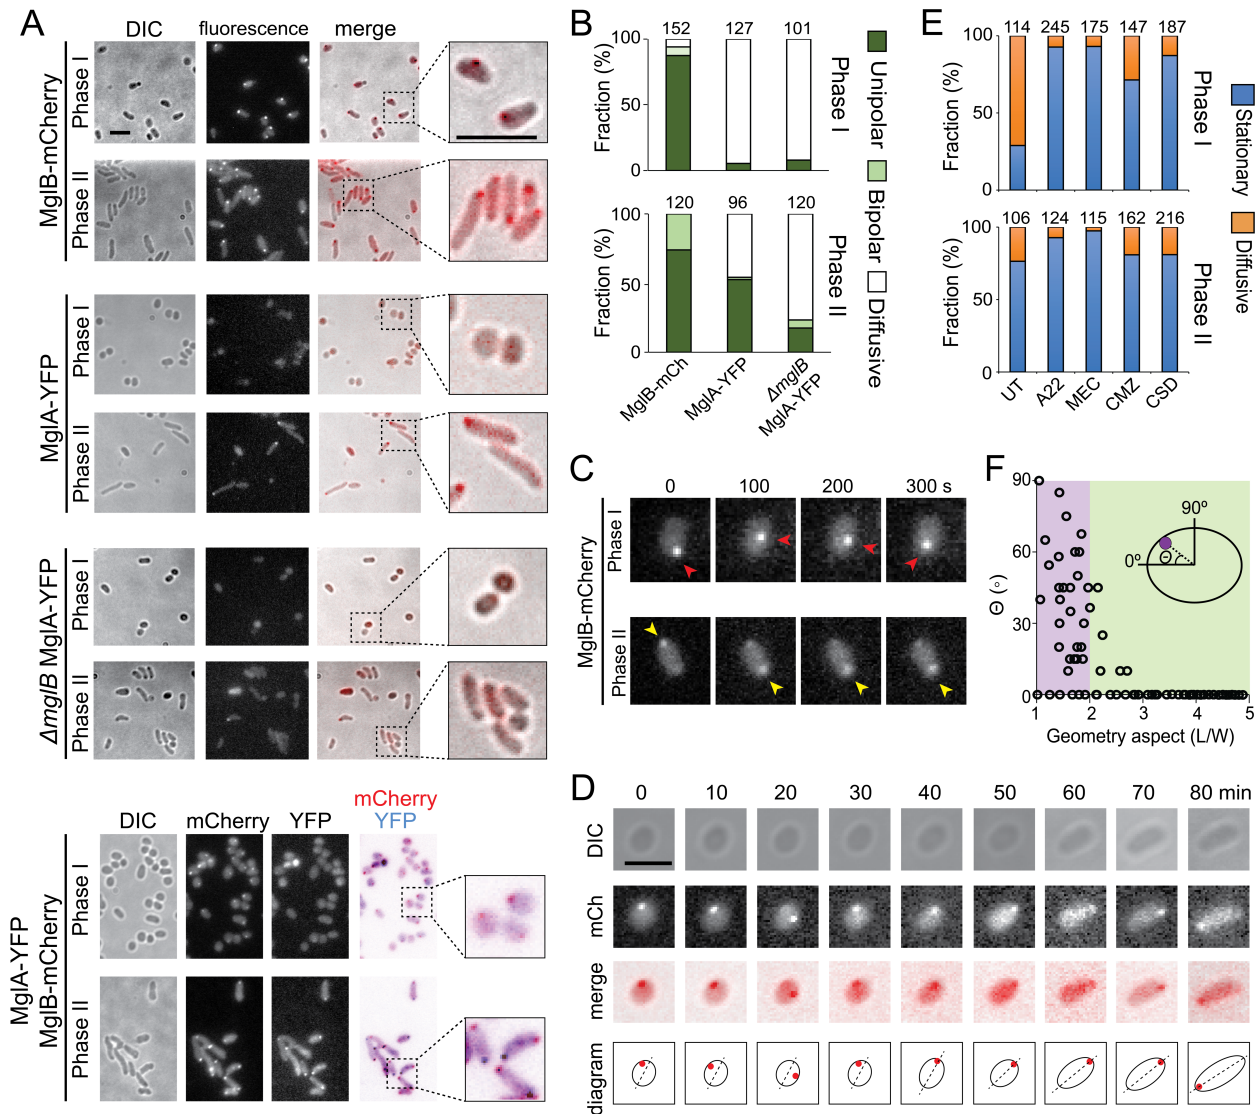 A
DIC fluorescence merge
MglB-mCherry
Phase I
Phase II
MglA-YFP
Phase I
Phase II
ΔmglB MglA-YFP
Phase I
Phase II
DIC mCherry YFP mCherry
YFP
MglA-YFP
MglB-mCherry
Phase I
Phase II
B
152 127 101
Fraction (%)
100
50
0
Phase I
120 96 120
Fraction (%)
100
50
0
Phase II
MglB-mCh
MglA-YFP
ΔmglB
MglA-YFP
Unipolar
Bipolar
Diffusive
C
0 100 200 300 s
MglB-mCherry
Phase I
Phase II
D
0 10 20 30 40 50 60 70 80 min
DIC
mCh
merge
diagram
E
114 245 175 147 187
Fraction (%)
100
50
0
Phase I
106 124 115 162 216
Fraction (%)
100
50
0
Phase II
UT A22 MEC CMZ CSD
Stationary
Diffusive
F
90
60
30
0
Θ (°)
90º
0º
Θ
1 2 3 4 5
Geometry aspect (L/W)